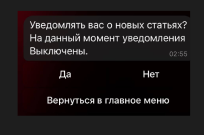 Уведомлять вас о новых статьях?
На данный момент уведомления
Выключены.
02:55
Да
Нет
Вернуться в главное меню